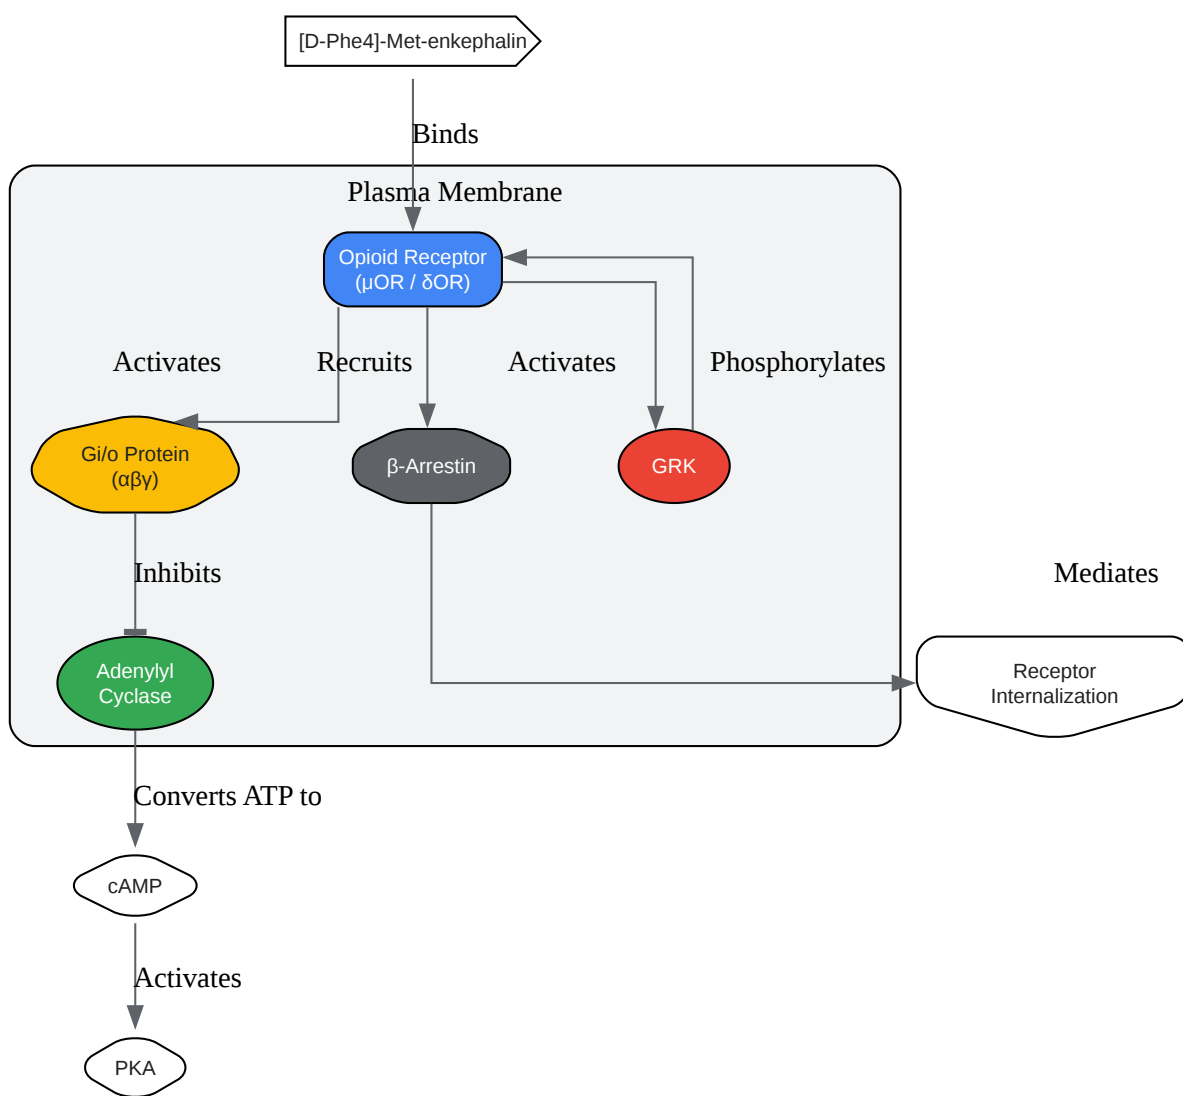 [D-Phe4]-Met-enkephalin
Binds
Plasma Membrane
Opioid Receptor
(μOR / δOR)
Activates
Recruits
Activates
Phosphorylates
Gi/o Protein
(αβγ)
β-Arrestin
GRK
Inhibits
Mediates
Adenylyl
Cyclase
Receptor
Internalization
Converts ATP to
cAMP
Activates
PKA